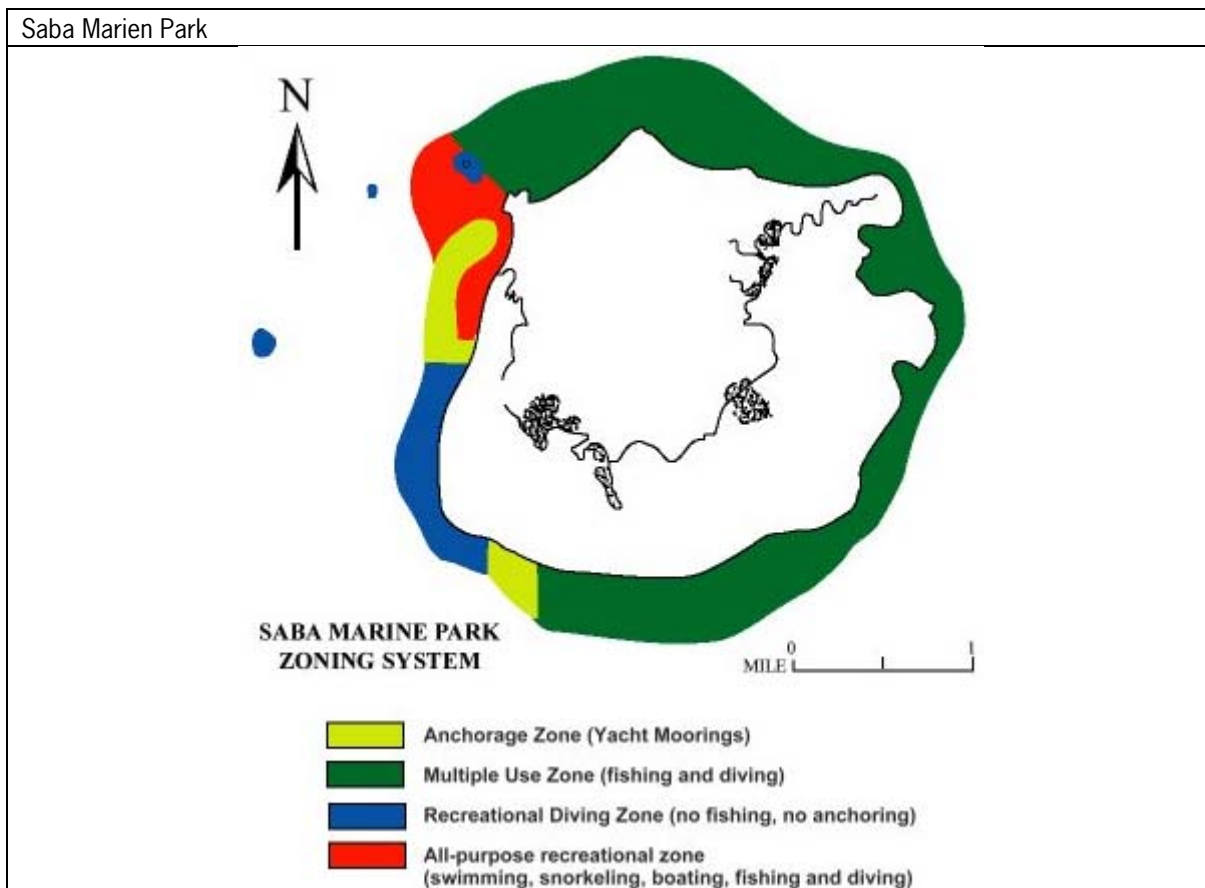 Saba Marien Park
N
SABA MARINE PARK
ZONING SYSTEM
0 1
MILE
Anchorage Zone (Yacht Moorings)
Multiple Use Zone (fishing and diving)
Recreational Diving Zone (no fishing, no anchoring)
All-purpose recreational zone
(swimming, snorkeling, boating, fishing and diving)